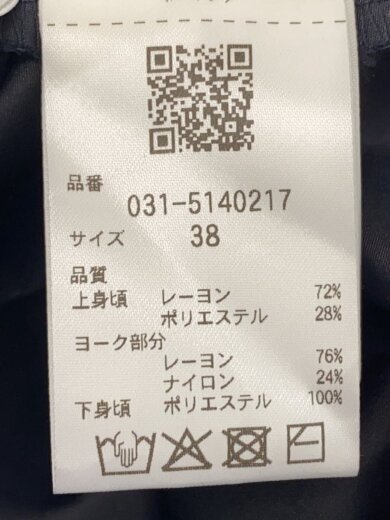 品番
031-5140217
サイズ 38
品質
上身頃 レーヨン 72%
ポリエステル 28%
ヨーク部分
レーヨン 76%
ナイロン 24%
下身頃 ポリエステル 100%